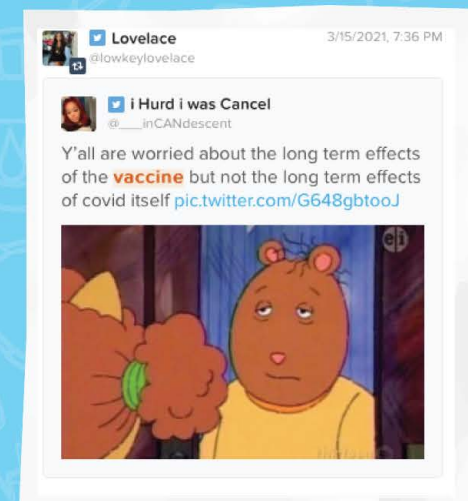 Lovelace 3/15/2021, 7:36 PM
@lowkeylovelace
i Hurd i was Cancel
@___inCANdescent
Y'all are worried about the long term effects
of the vaccine but not the long term effects
of covid itself pic.twitter.com/G648gbtooJ